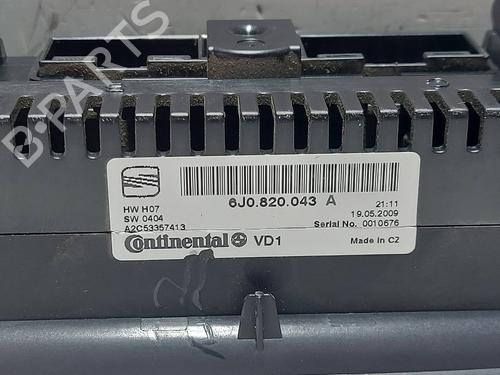 B-PARTS
6J0.820.043 A
21:11
19.05.2009
HW H07
SW 0404
A2C53357413
Serial No. 0010676
Continental VD1
Made in CZ